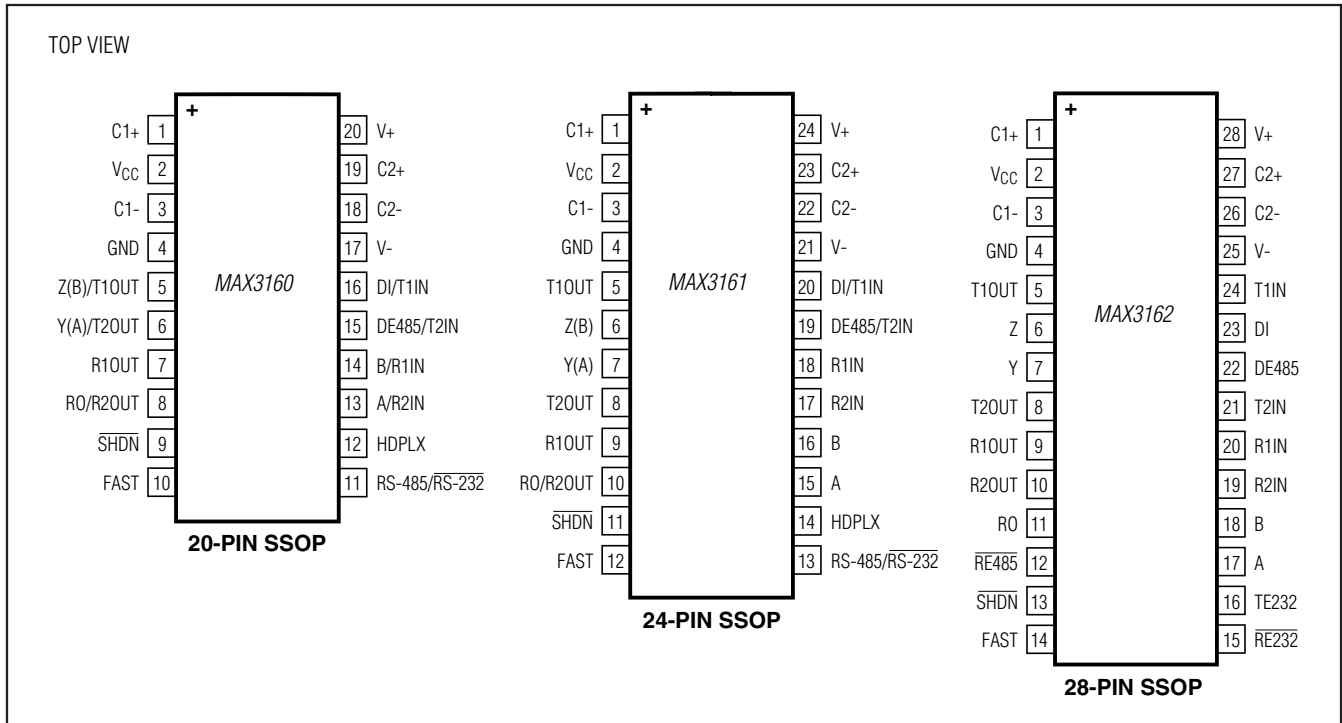 TOP VIEW
+
C1+ 1
20 V+
VCC 2
19 C2+
C1- 3
18 C2-
GND 4
17 V-
Z(B)/T1OUT 5
MAX3160
16 DI/T1IN
Y(A)/T2OUT 6
15 DE485/T2IN
R1OUT 7
14 B/R1IN
RO/R2OUT 8
13 A/R2IN
SHDN 9
12 HDPLX
FAST 10
11 RS-485/RS-232
20-PIN SSOP
+
C1+ 1
24 V+
VCC 2
23 C2+
C1- 3
22 C2-
GND 4
21 V-
T1OUT 5
MAX3161
20 DI/T1IN
Z(B) 6
19 DE485/T2IN
Y(A) 7
18 R1IN
T2OUT 8
17 R2IN
R1OUT 9
16 B
RO/R2OUT 10
15 A
SHDN 11
14 HDPLX
FAST 12
13 RS-485/RS-232
24-PIN SSOP
+
C1+ 1
28 V+
VCC 2
27 C2+
C1- 3
26 C2-
GND 4
25 V-
T1OUT 5
24 T1IN
MAX3162
Z 6
23 DI
Y 7
22 DE485
T2OUT 8
21 T2IN
R1OUT 9
20 R1IN
R2OUT 10
19 R2IN
RO 11
18 B
RE485 12
17 A
SHDN 13
16 TE232
FAST 14
15 RE232
28-PIN SSOP